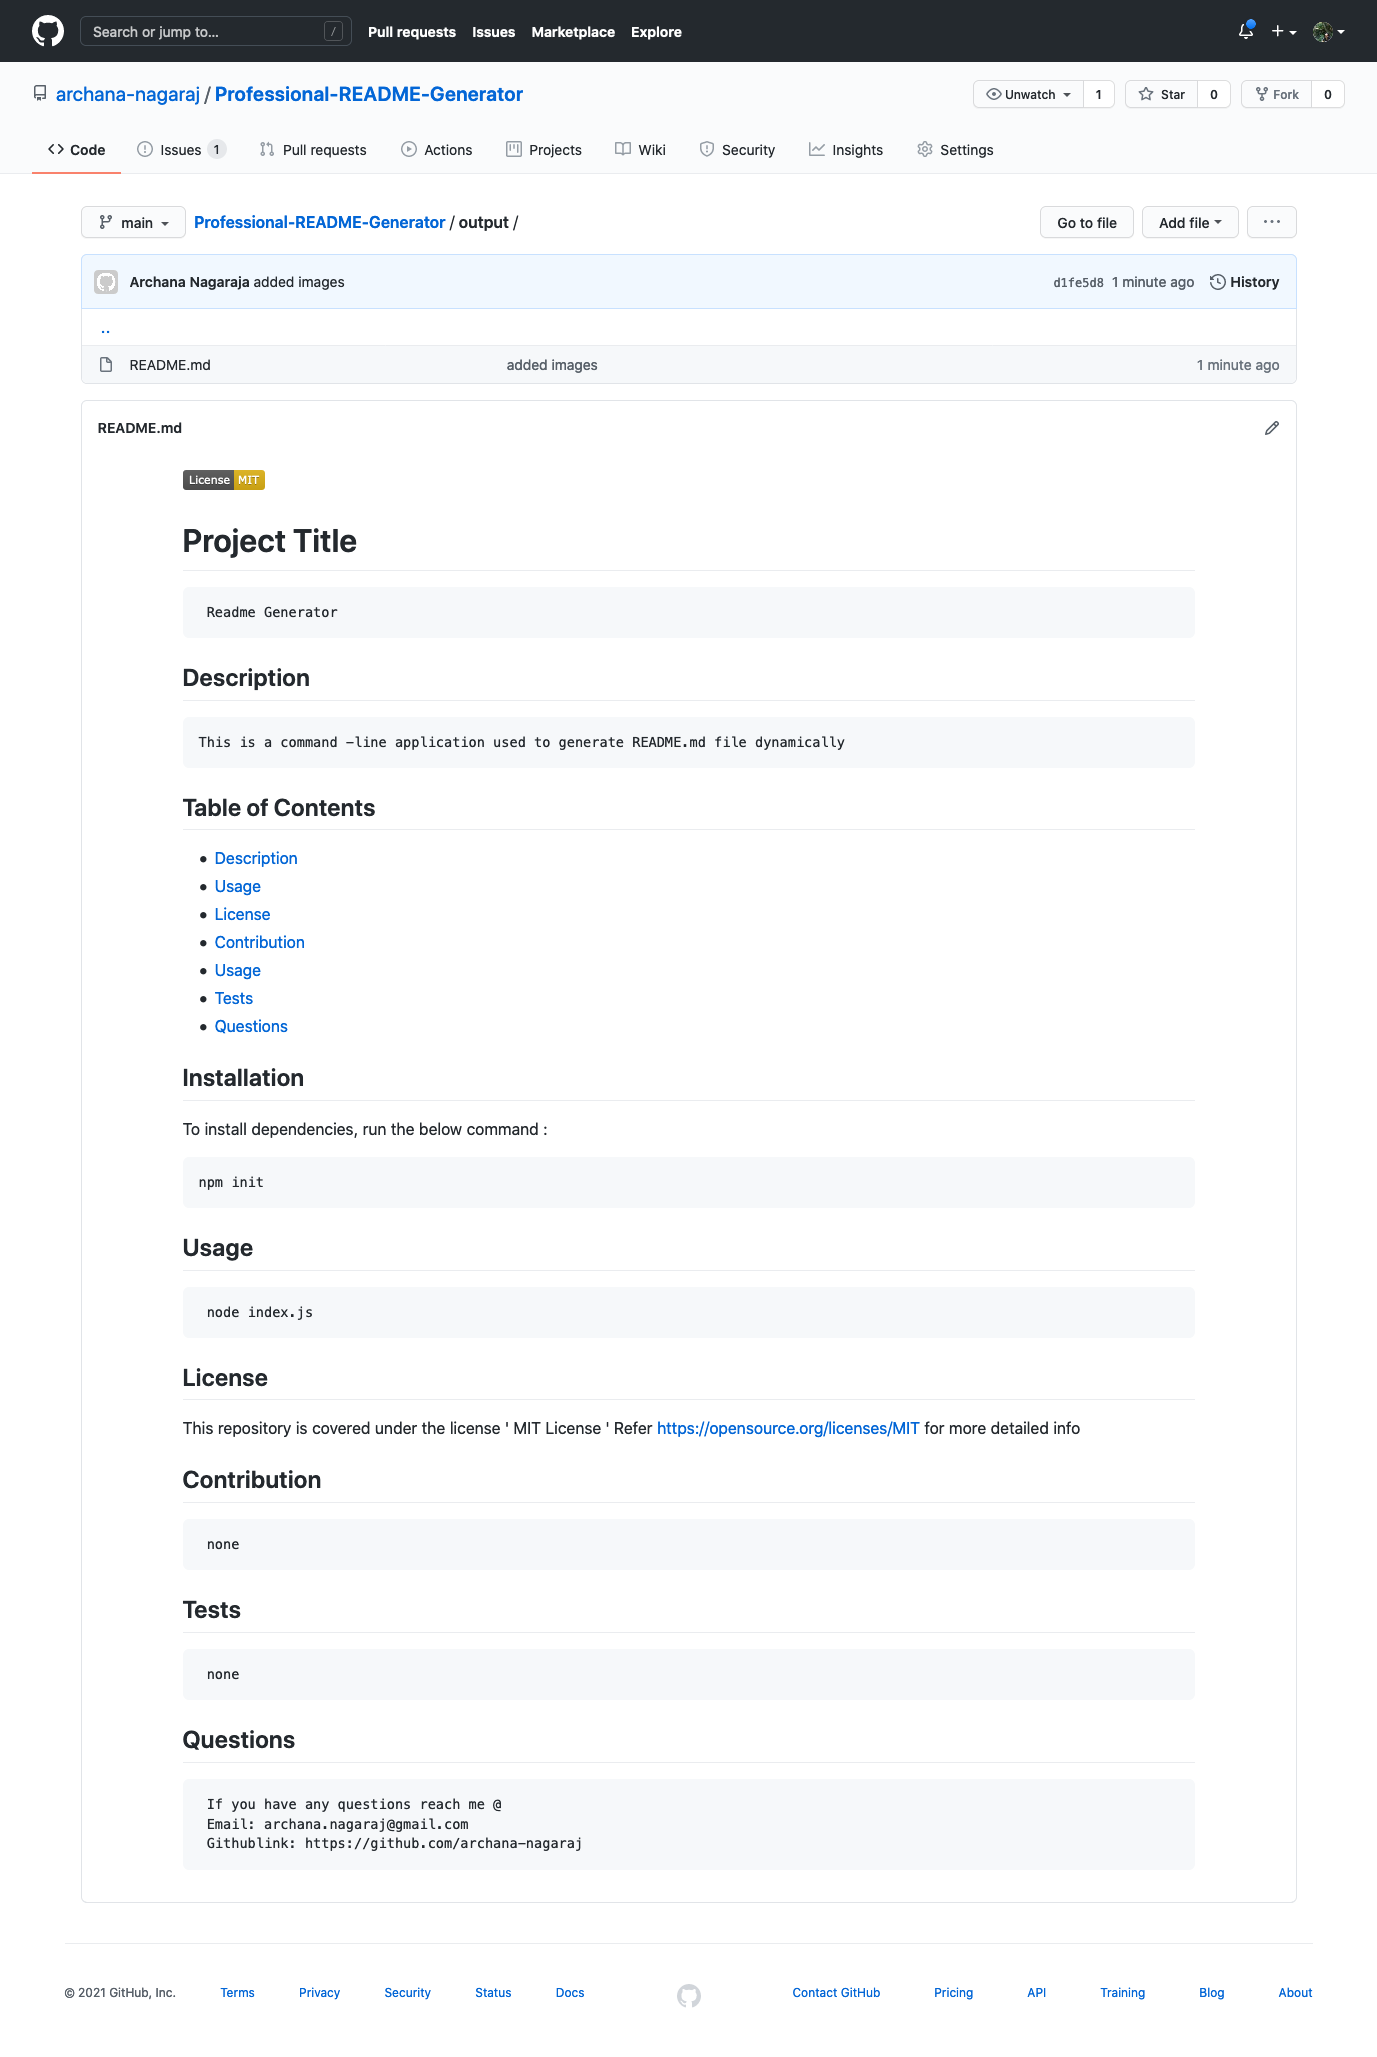 Search or jump to... /
Pull requests Issues Marketplace Explore
archana-nagaraj / Professional-README-Generator
Unwatch 1 Star 0 Fork 0
Code Issues 1 Pull requests Actions Projects Wiki Security Insights Settings
main Professional-README-Generator / output / Go to file Add file ...
Archana Nagaraja added images d1fe5d8 1 minute ago History
..
README.md added images 1 minute ago
README.md
License MIT
Project Title
Readme Generator
Description
This is a command -line application used to generate README.md file dynamically
Table of Contents
• Description
• Usage
• License
• Contribution
• Usage
• Tests
• Questions
Installation
To install dependencies, run the below command :
npm init
Usage
node index.js
License
This repository is covered under the license ' MIT License ' Refer https://opensource.org/licenses/MIT for more detailed info
Contribution
none
Tests
none
Questions
If you have any questions reach me @
Email: archana.nagaraj@gmail.com
Githublink: https://github.com/archana-nagaraj
© 2021 GitHub, Inc. Terms Privacy Security Status Docs Contact GitHub Pricing API Training Blog About